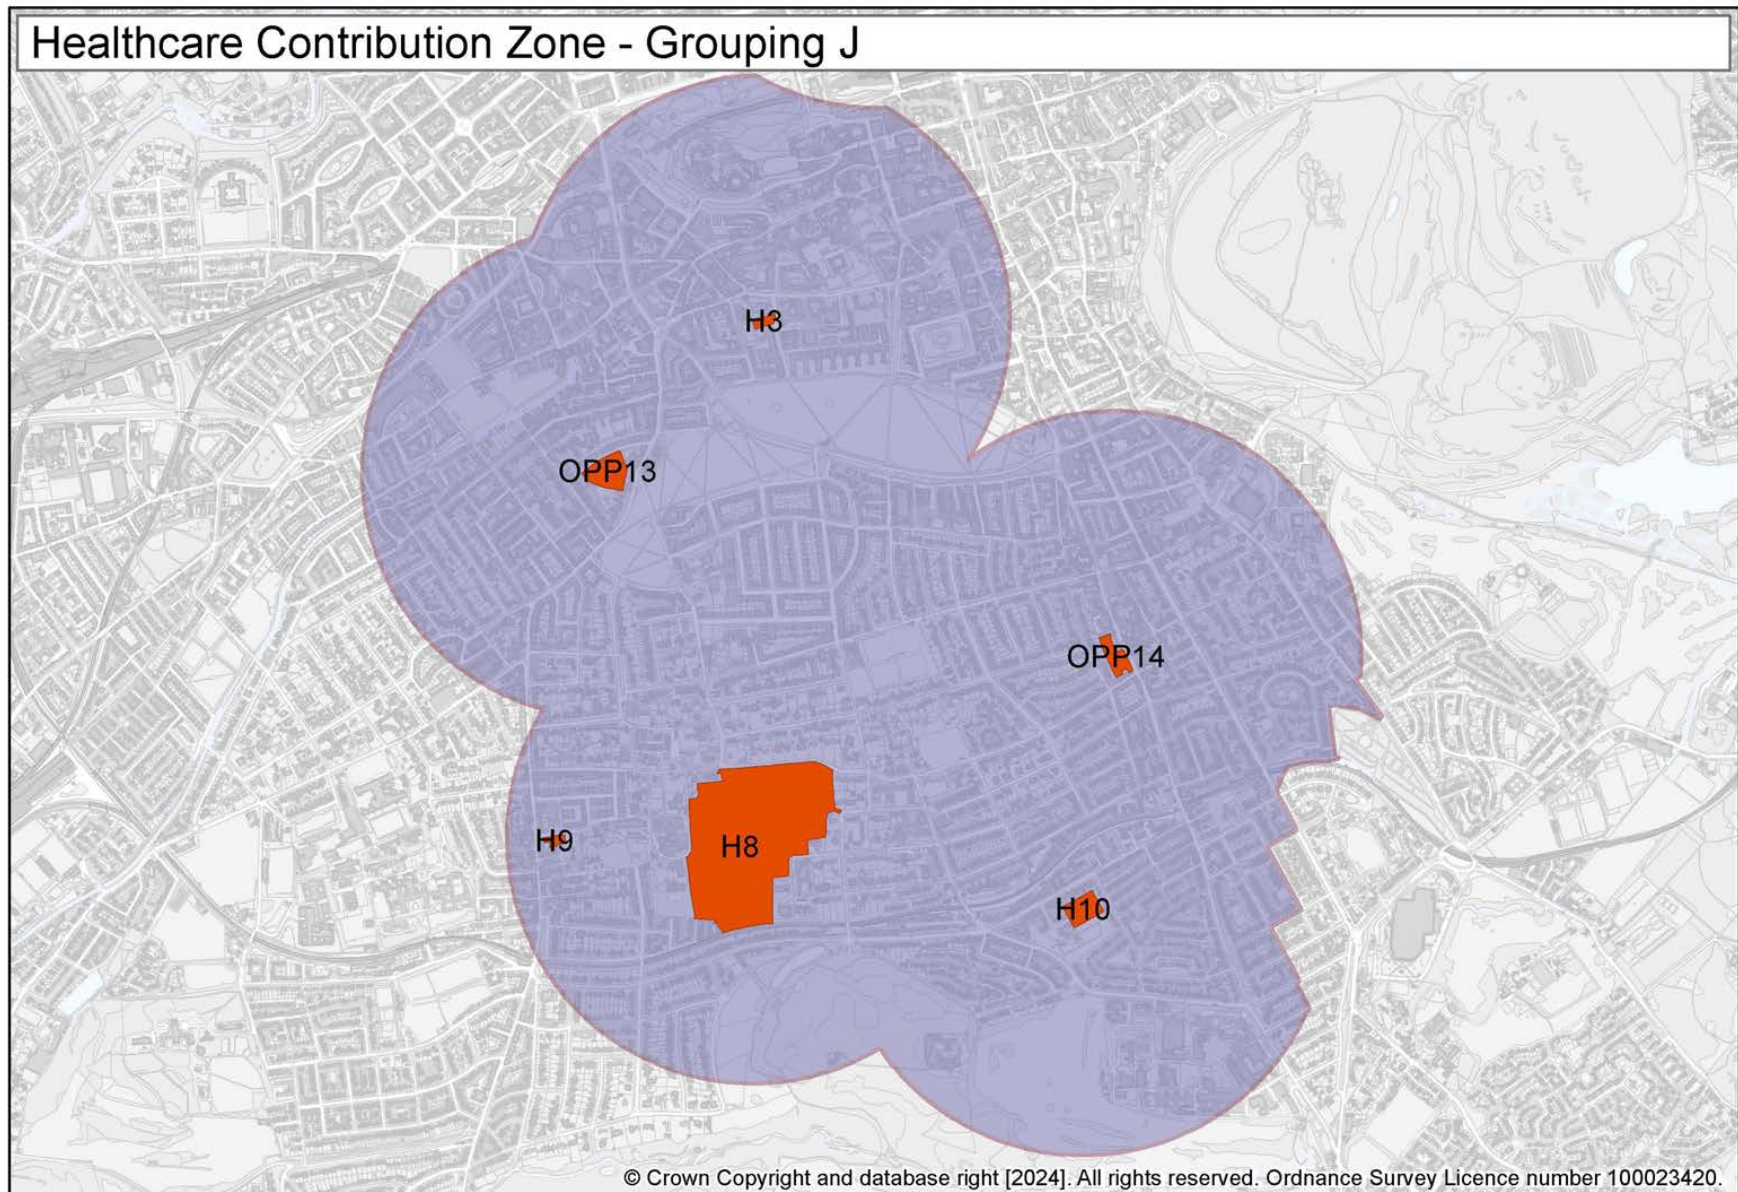 Healthcare Contribution Zone - Grouping J
H3
OPP13
OPP14
H9
H8
H10
© Crown Copyright and database right [2024]. All rights reserved. Ordnance Survey Licence number 100023420.